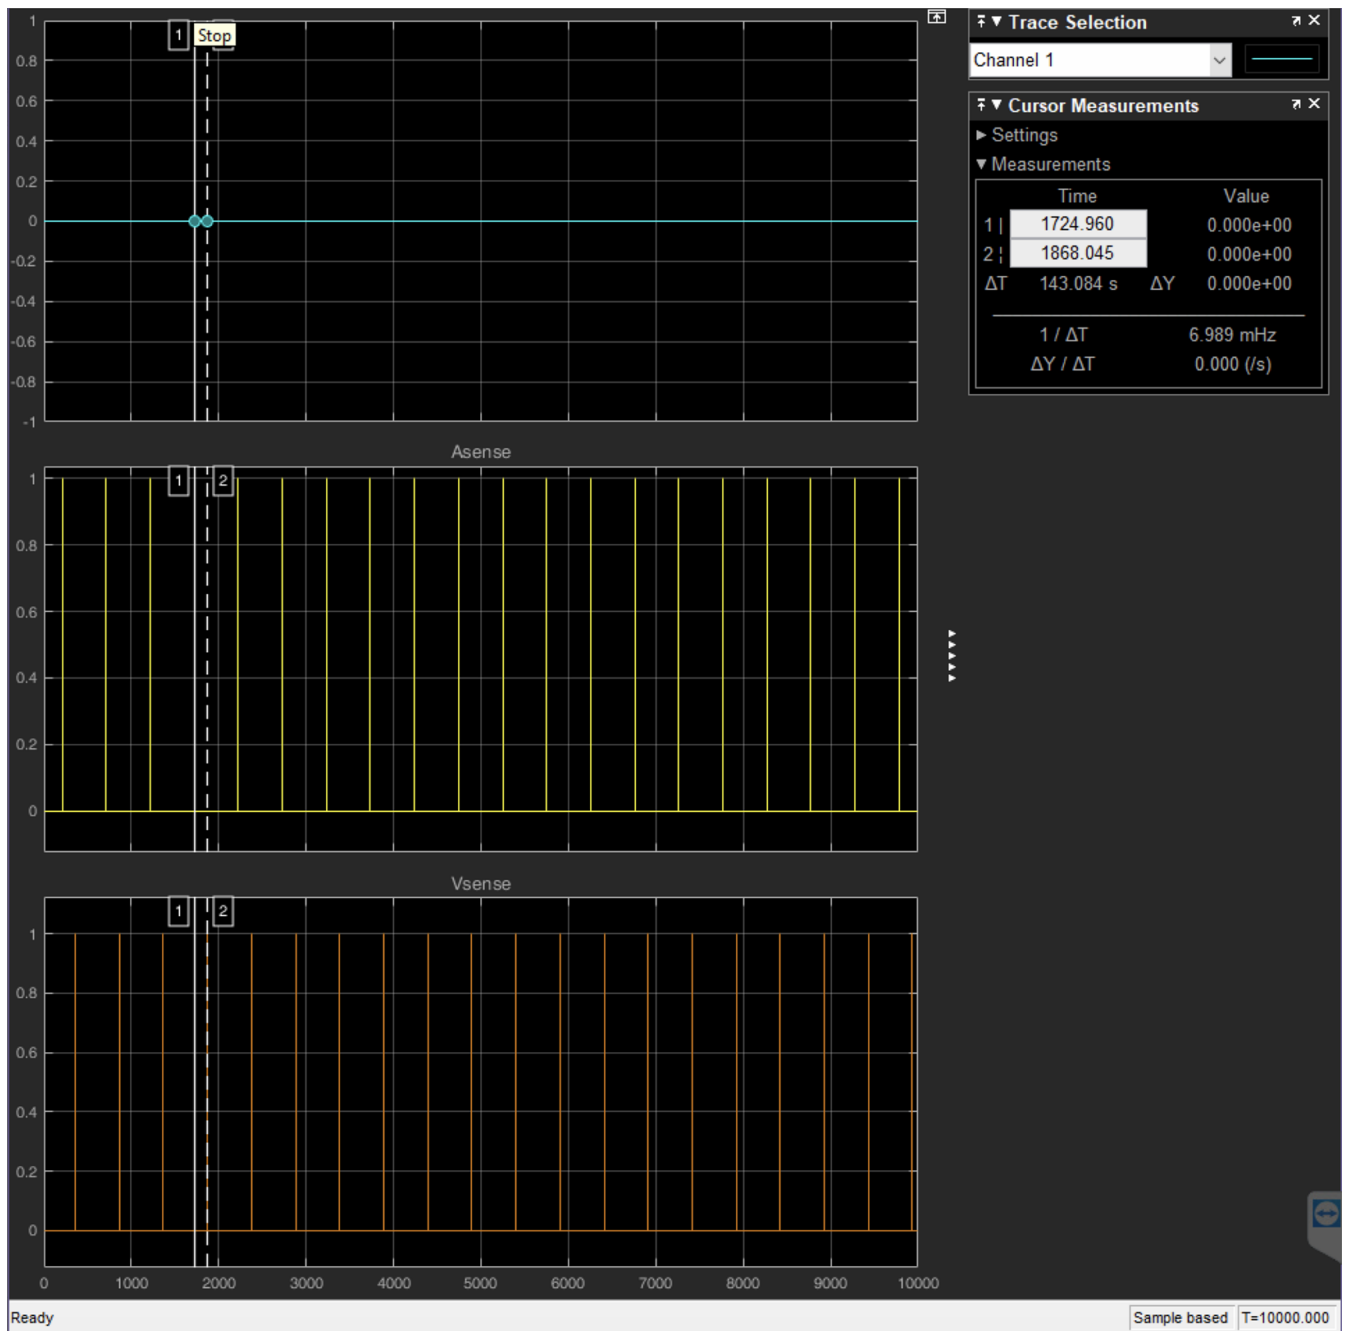 1
0.8
0.6
0.4
0.2
0
-0.2
-0.4
-0.6
-0.8
-1
1
Stop
Asense
1
0.8
0.6
0.4
0.2
0
1
2
Vsense
1
0.8
0.6
0.4
0.2
0
1
2
0 1000 2000 3000 4000 5000 6000 7000 8000 9000 10000
Trace Selection
Channel 1
Cursor Measurements
Settings
Measurements
Time Value
1 | 1724.960 0.000e+00
2 ¦ 1868.045 0.000e+00
ΔT 143.084 s ΔY 0.000e+00
1 / ΔT 6.989 mHz
ΔY / ΔT 0.000 (/s)
Ready
Sample based T=10000.000